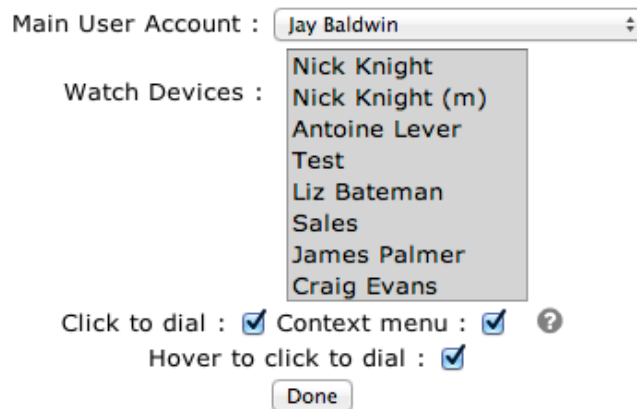 Main User Account : Jay Baldwin
Watch Devices :
Nick Knight
Nick Knight (m)
Antoine Lever
Test
Liz Bateman
Sales
James Palmer
Craig Evans
Click to dial : Context menu : ?
Hover to click to dial :
Done